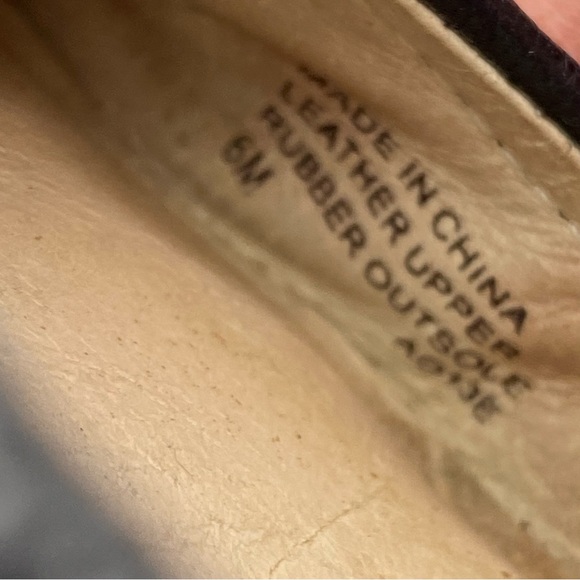 MADE IN CHINA
LEATHER UPPER
RUBBER OUTSOLE
6M